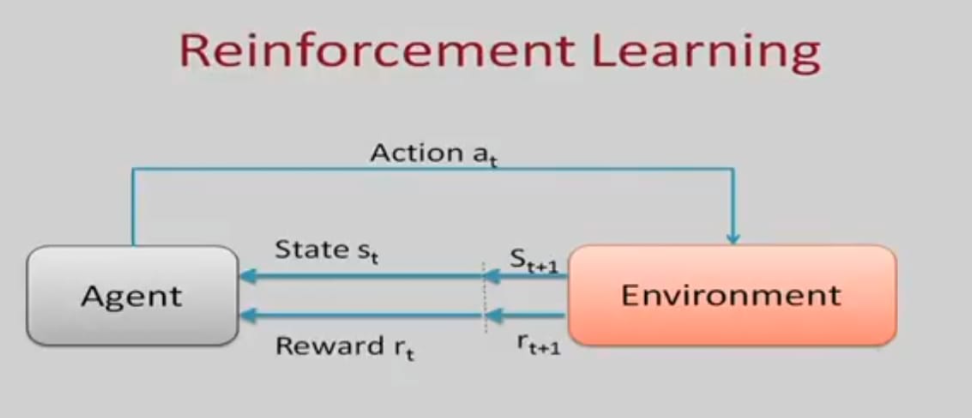 Reinforcement Learning
Action aₜ
State sₜ
Sₜ₊₁
Agent
Environment
Reward rₜ
rₜ₊₁